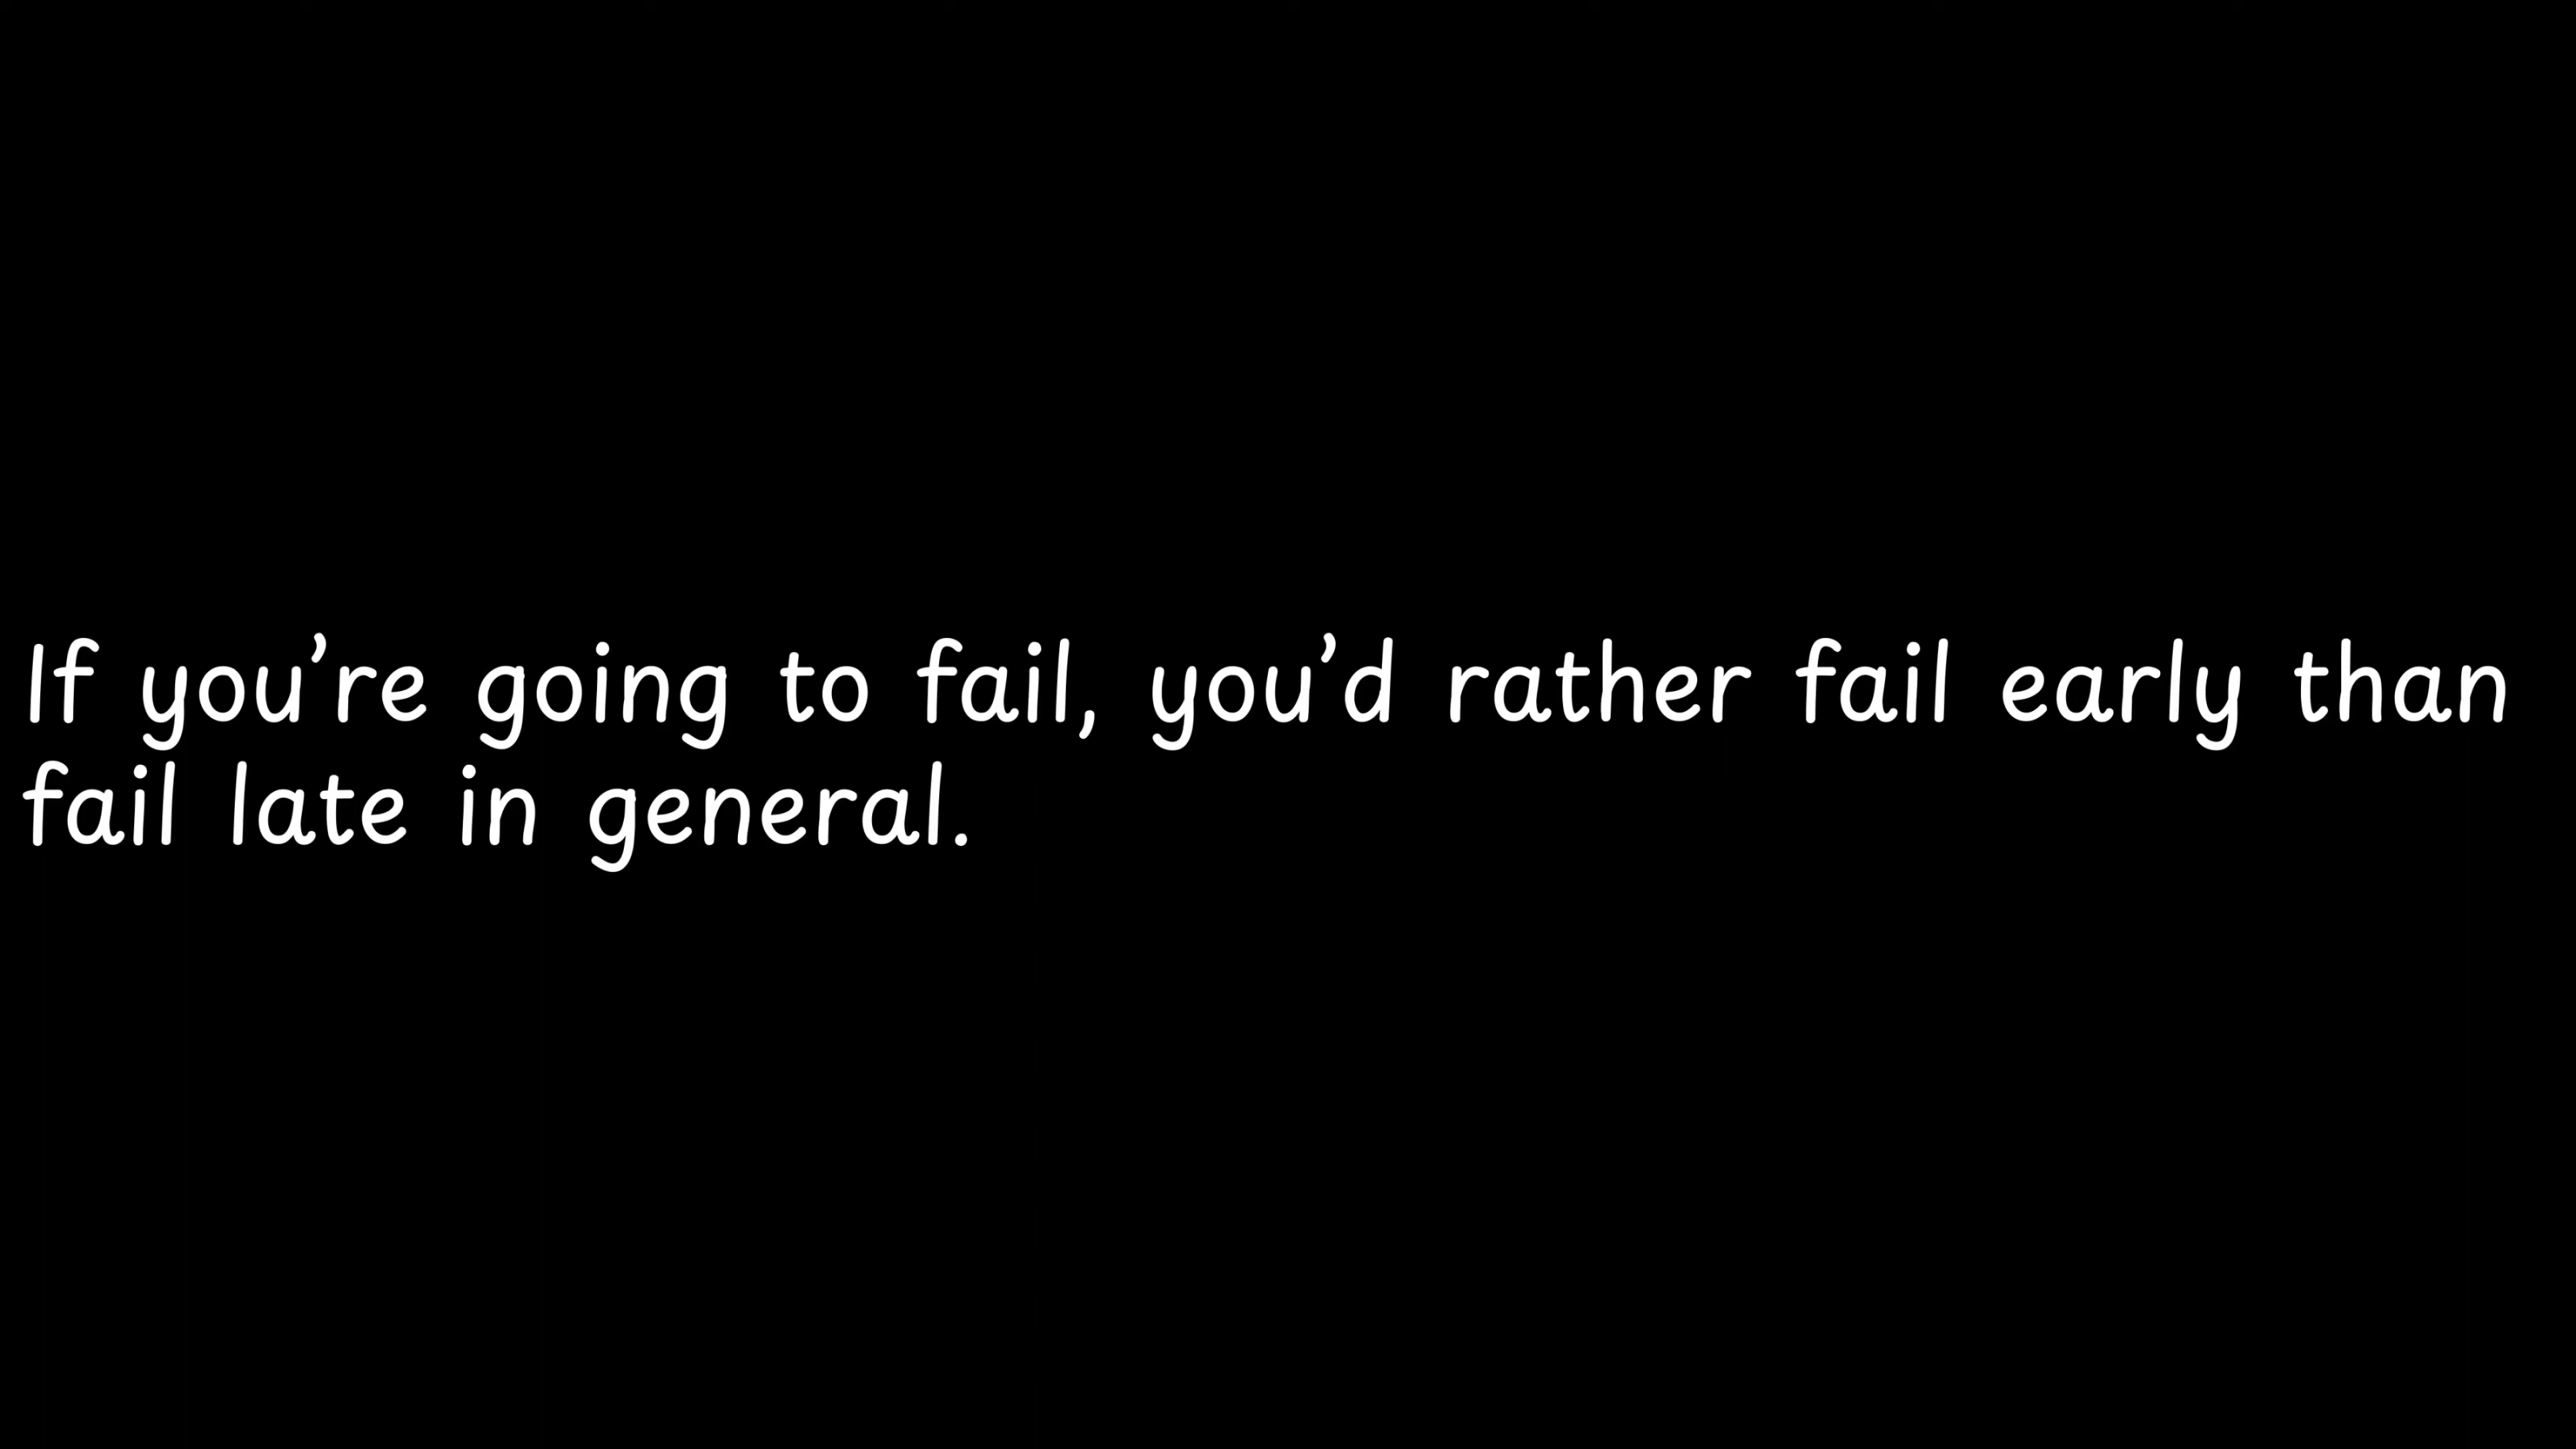 If you’re going to fail, you’d rather fail early than
fail late in general.